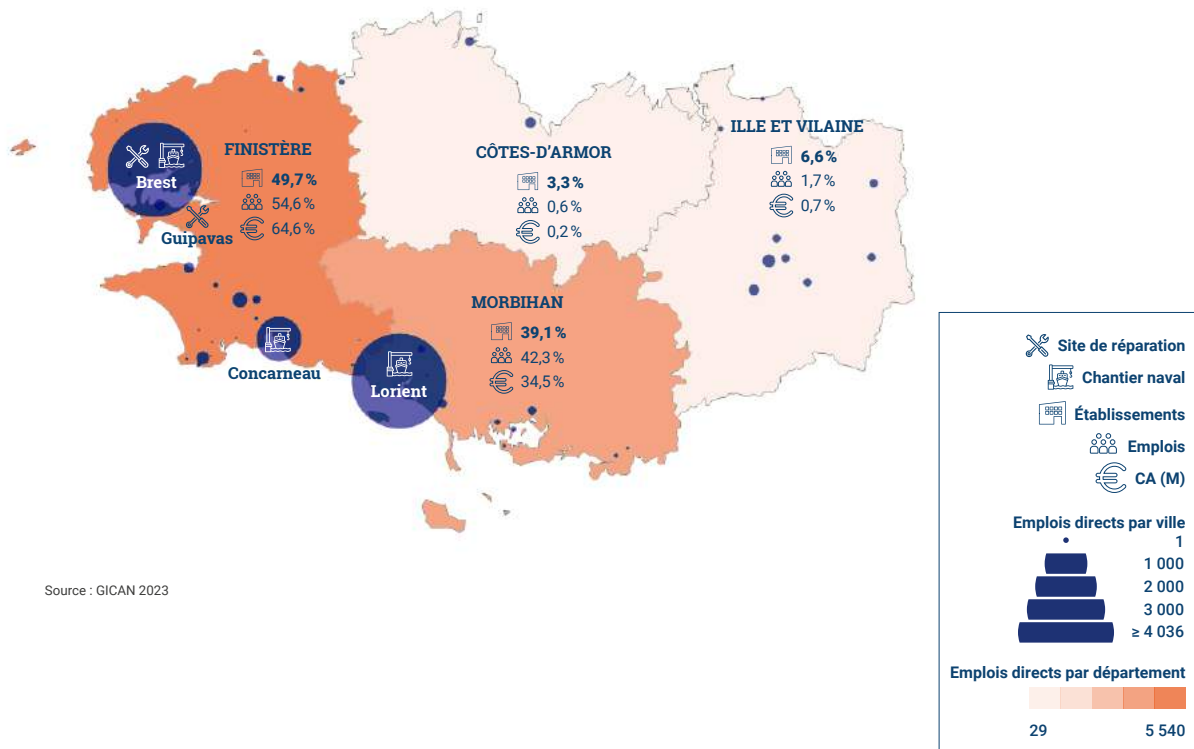 FINISTÈRE
49,7 %
54,6 %
64,6 %
Brest
Guipavas
Concarneau
CÔTES-D'ARMOR
3,3 %
0,6 %
0,2 %
ILLE ET VILAINE
6,6 %
1,7 %
0,7 %
MORBIHAN
39,1 %
42,3 %
34,5 %
Lorient
Site de réparation
Chantier naval
Établissements
Emplois
CA (M)
Emplois directs par ville
1
1 000
2 000
3 000
≥ 4 036
Emplois directs par département
29 5 540
Source : GICAN 2023